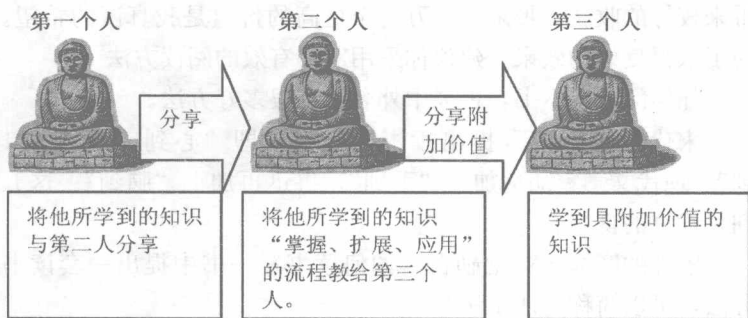 第一个人
第二个人
第三个人
分享
分享附
加价值
将他所学到的知识
与第二人分享
将他所学到的知识
“掌握、扩展、应用”
的流程教给第三个
人。
学到具附加价值的
知识